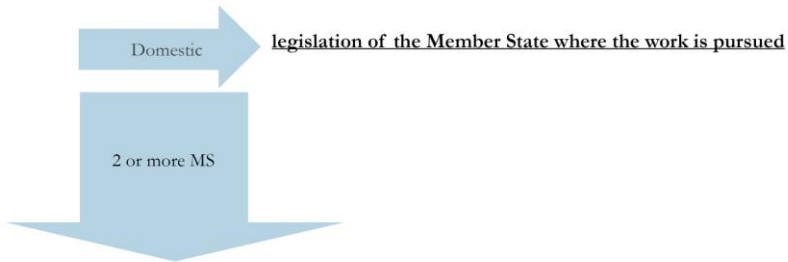 Domestic
legislation of the Member State where the work is pursued
2 or more MS